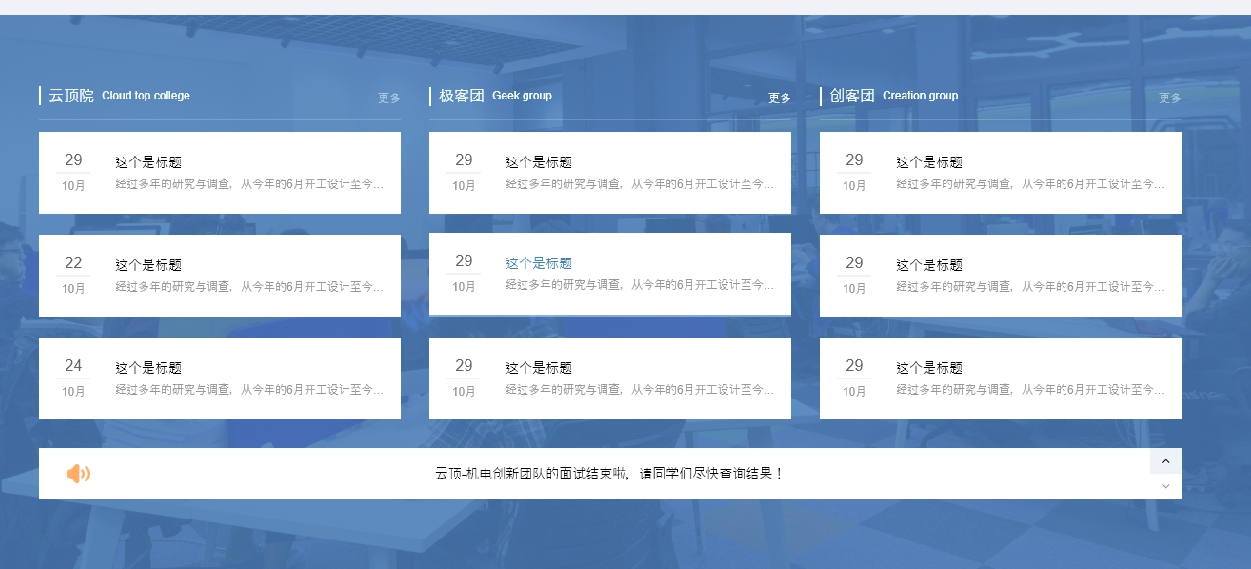 云顶院 Cloud top college 更多
29
10月
这个是标题
经过多年的研究与调查，从今年的6月开工设计至今...
22
10月
这个是标题
经过多年的研究与调查，从今年的6月开工设计至今...
24
10月
这个是标题
经过多年的研究与调查，从今年的6月开工设计至今...
极客团 Geek group 更多
29
10月
这个是标题
经过多年的研究与调查，从今年的6月开工设计至今...
29
10月
这个是标题
经过多年的研究与调查，从今年的6月开工设计至今...
29
10月
这个是标题
经过多年的研究与调查，从今年的6月开工设计至今...
创客团 Creation group 更多
29
10月
这个是标题
经过多年的研究与调查，从今年的6月开工设计至今...
29
10月
这个是标题
经过多年的研究与调查，从今年的6月开工设计至今...
29
10月
这个是标题
经过多年的研究与调查，从今年的6月开工设计至今...
云顶-机电创新团队的面试结束啦，请同学们尽快查询结果！